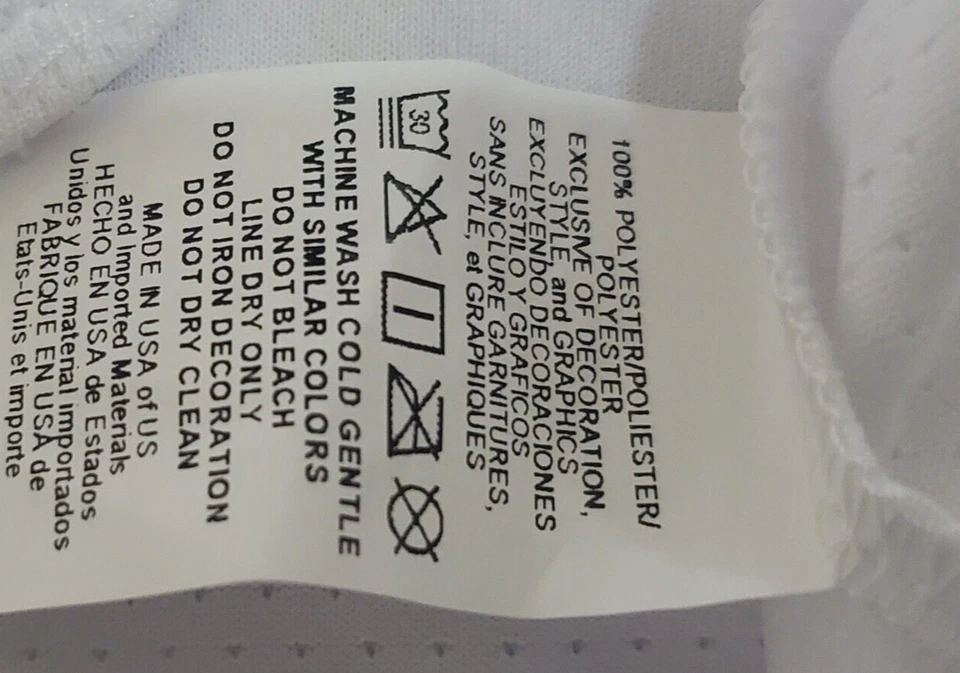 100% POLYESTER/POLIESTER/
POLYESTER
EXCLUSIVE OF DECORATION,
STYLE, and GRAPHICS
EXCLUYENDO DECORACIONES
ESTILO Y GRAFICOS
SANS INCLURE GARNITURES,
STYLE, et GRAPHIQUES
30
MACHINE WASH COLD GENTLE
WITH SIMILAR COLORS
DO NOT BLEACH
LINE DRY ONLY
DO NOT IRON DECORATION
DO NOT DRY CLEAN
MADE IN USA of US
and Imported Materials
HECHO EN USA de Estados
Unidos y los material importados
FABRIQUE EN USA de
Etats-Unis et importe